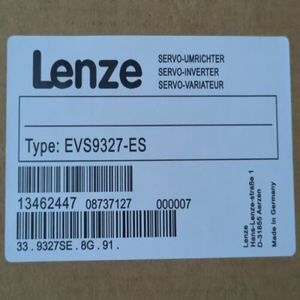 Lenze
SERVO-UMRICHTER
SERVO-INVERTER
SERVO-VARIATEUR
Type: EVS9327-ES
13462447 08737127 000007
33 . 9327SE . 8G . 91 .
Lenze
Hans-Lenze-straße 1
D-31855 Aerzen
Made in Germany